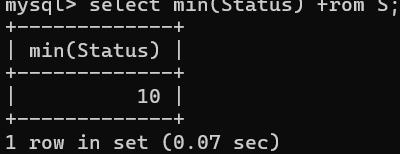 mysql> select min(Status) from S;
+-------------+
| min(Status) |
+-------------+
|          10 |
+-------------+
1 row in set (0.07 sec)